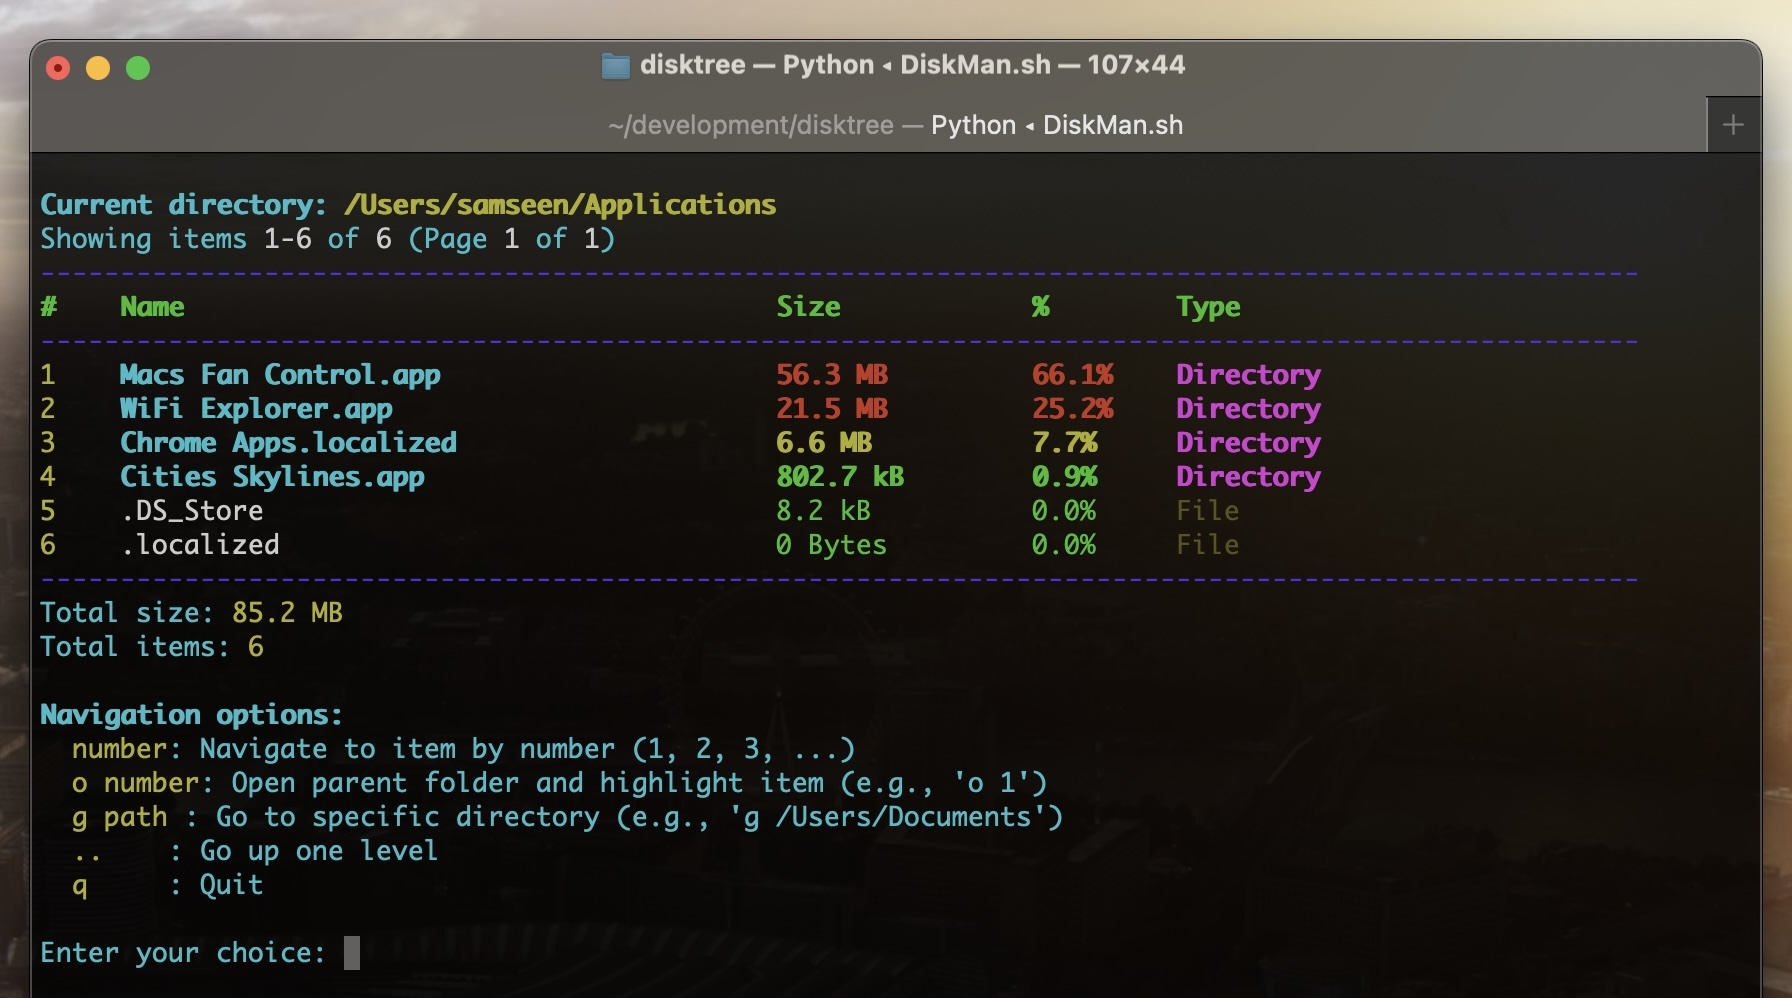 disktree — Python ◂ DiskMan.sh — 107×44
~/development/disktree — Python ◂ DiskMan.sh
+
Current directory: /Users/samseen/Applications
Showing items 1-6 of 6 (Page 1 of 1)
----------------------------------------------------------------------------------------------------
# Name Size % Type
----------------------------------------------------------------------------------------------------
1 Macs Fan Control.app 56.3 MB 66.1% Directory
2 WiFi Explorer.app 21.5 MB 25.2% Directory
3 Chrome Apps.localized 6.6 MB 7.7% Directory
4 Cities Skylines.app 802.7 kB 0.9% Directory
5 .DS_Store 8.2 kB 0.0% File
6 .localized 0 Bytes 0.0% File
----------------------------------------------------------------------------------------------------
Total size: 85.2 MB
Total items: 6
Navigation options:
number: Navigate to item by number (1, 2, 3, ...)
o number: Open parent folder and highlight item (e.g., 'o 1')
g path : Go to specific directory (e.g., 'g /Users/Documents')
.. : Go up one level
q : Quit
Enter your choice: